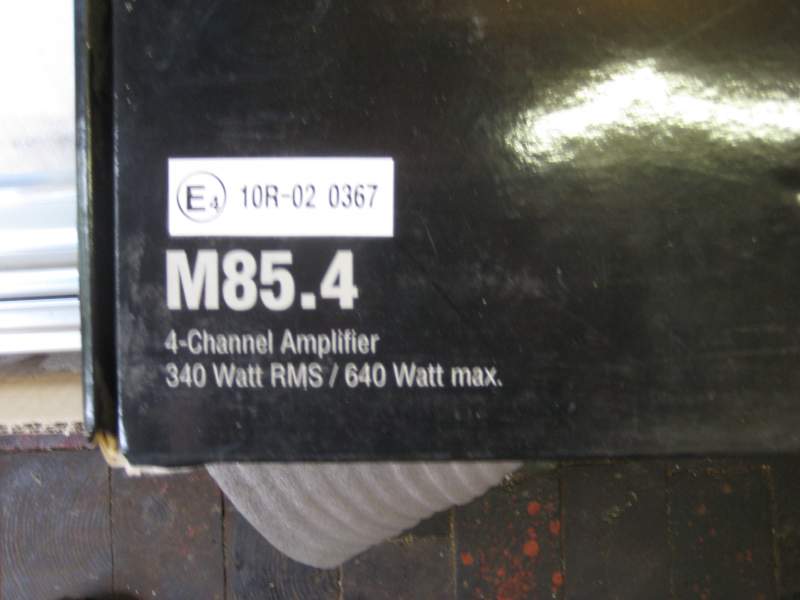 E4 10R-02 0367
M85.4
4-Channel Amplifier
340 Watt RMS / 640 Watt max.